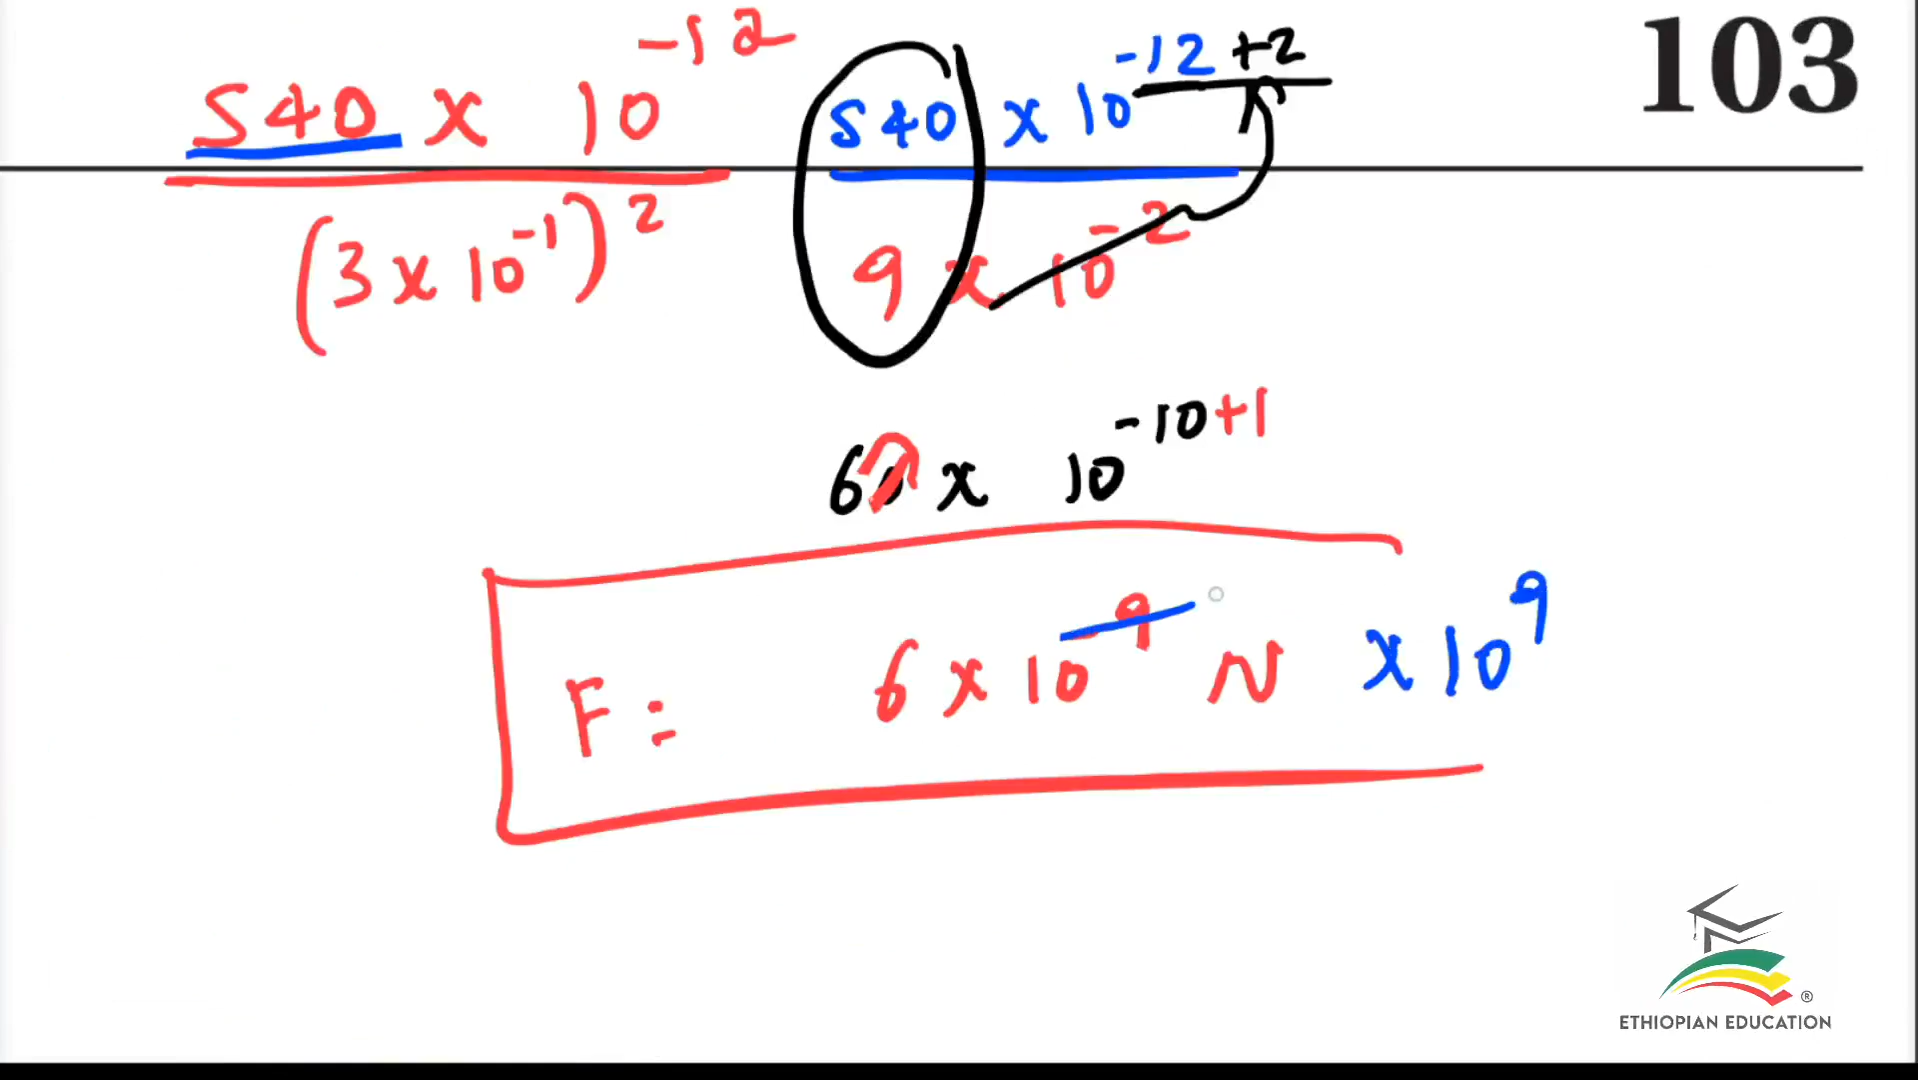 103
540 x 10^-12
(3 x 10^-1)^2
540 x 10^-12+2
9 x 10^-2
60 x 10^-10+1
F = 6 x 10^-9 N x 10^9
®
ETHIOPIAN EDUCATION